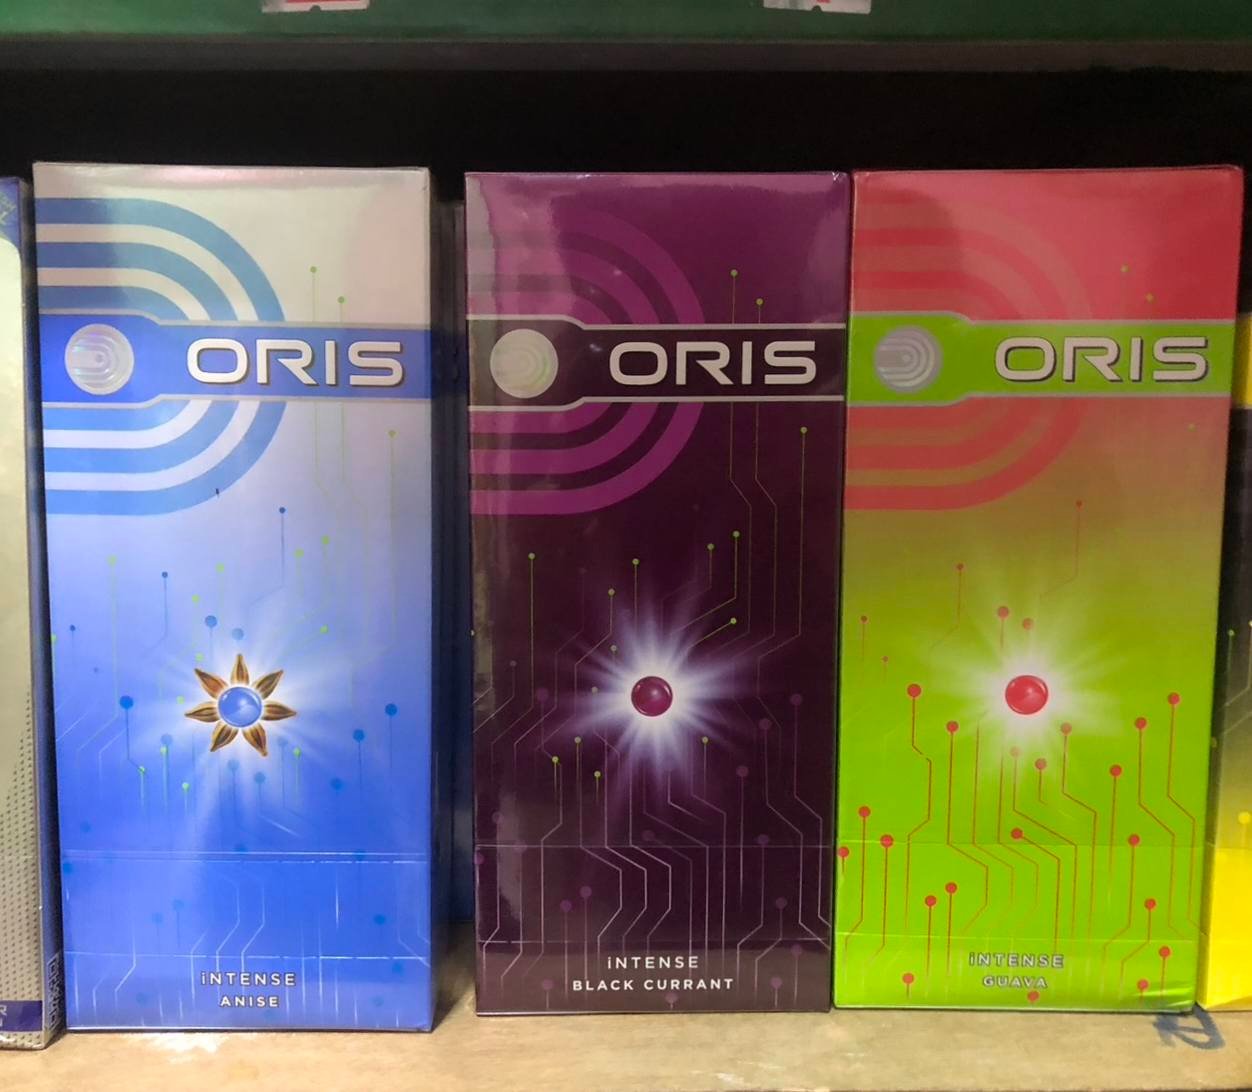 ORIS
iNTENSE
ANISE
ORIS
iNTENSE
BLACK CURRANT
ORIS
iNTENSE
GUAVA